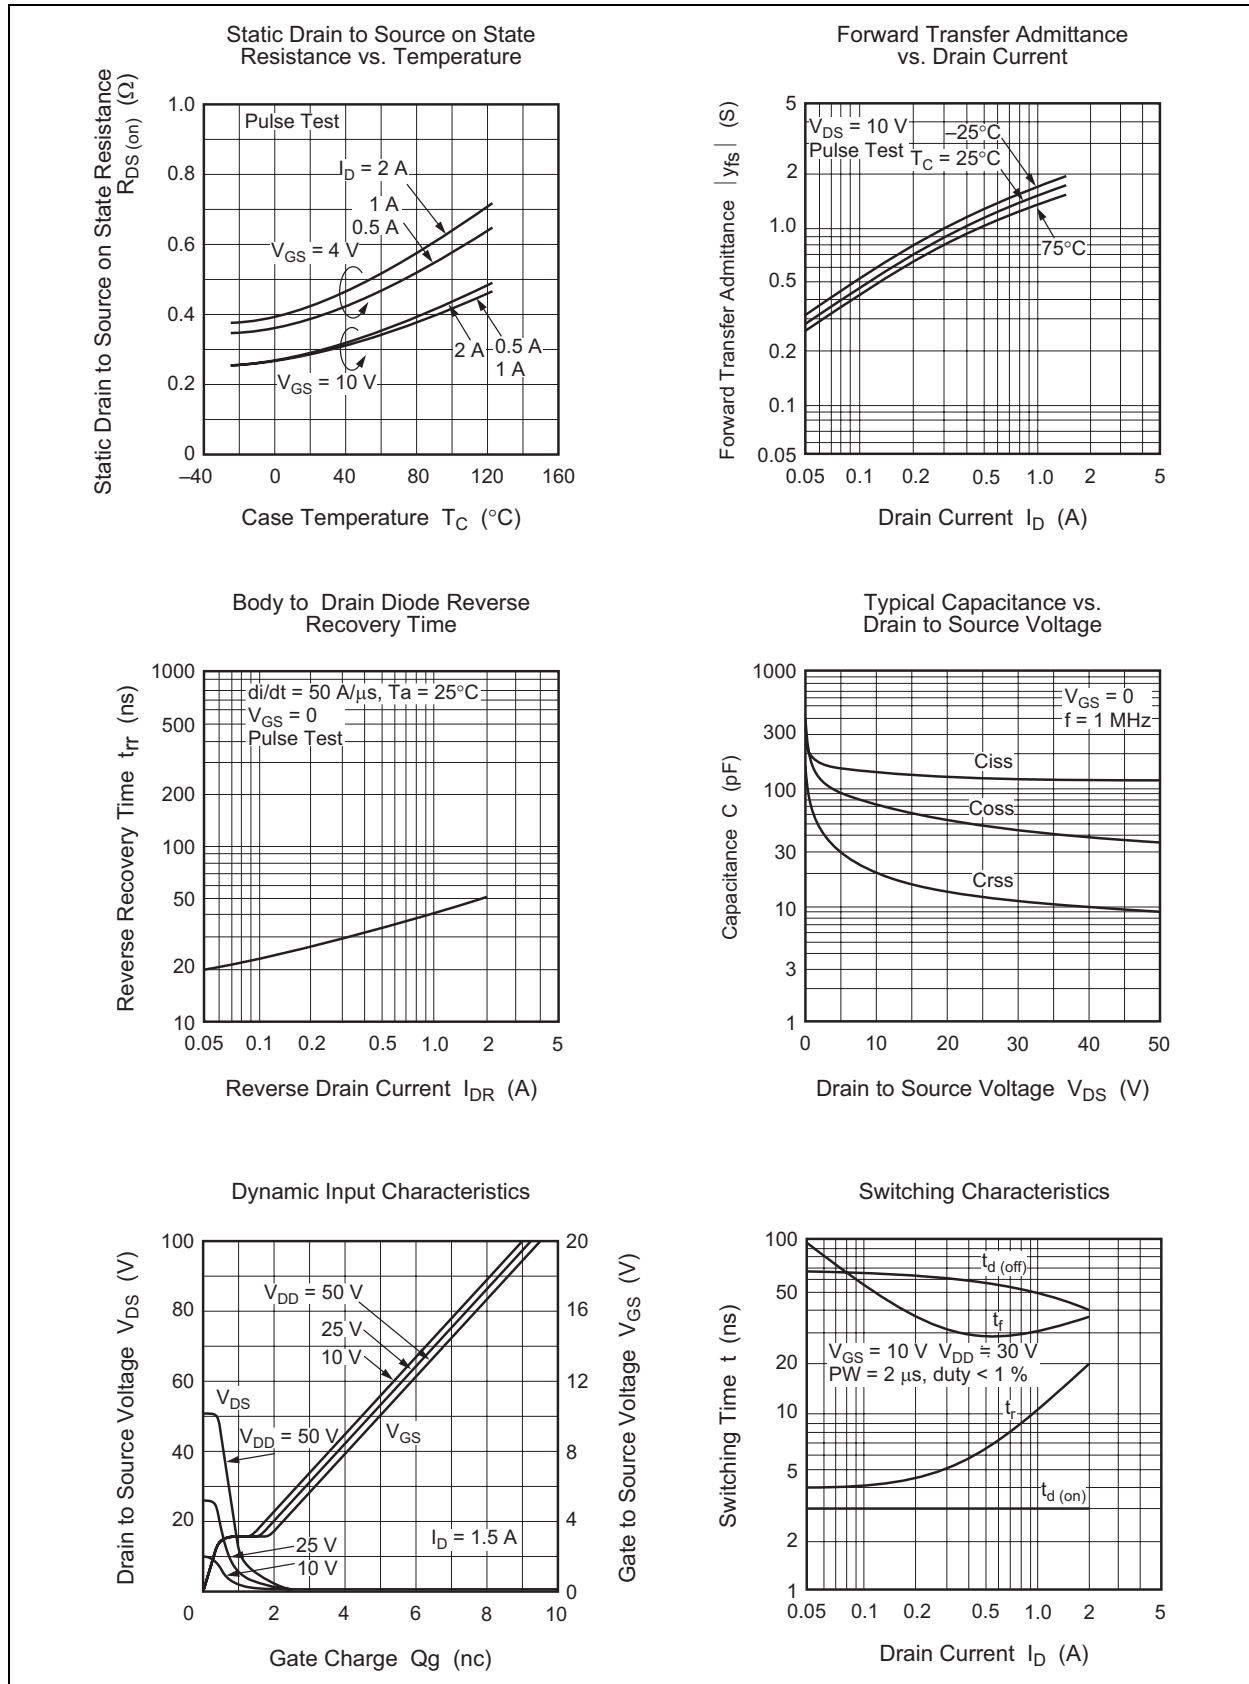 Static Drain to Source on State
Resistance vs. Temperature
Static Drain to Source on State Resistance
RDS (on) (Ω)
1.0
0.8
0.6
0.4
0.2
0
Pulse Test
ID = 2 A
1 A
0.5 A
VGS = 4 V
2 A
0.5 A
1 A
VGS = 10 V
–40 0 40 80 120 160
Case Temperature TC (°C)
Forward Transfer Admittance
vs. Drain Current
Forward Transfer Admittance |yfs| (S)
5
2
1.0
0.5
0.2
0.1
0.05
VDS = 10 V
Pulse Test
–25°C
TC = 25°C
75°C
0.05 0.1 0.2 0.5 1.0 2 5
Drain Current ID (A)
Body to Drain Diode Reverse
Recovery Time
Reverse Recovery Time trr (ns)
1000
500
200
100
50
20
10
di/dt = 50 A/μs, Ta = 25°C
VGS = 0
Pulse Test
0.05 0.1 0.2 0.5 1.0 2 5
Reverse Drain Current IDR (A)
Typical Capacitance vs.
Drain to Source Voltage
Capacitance C (pF)
1000
300
100
30
10
3
1
VGS = 0
f = 1 MHz
Ciss
Coss
Crss
0 10 20 30 40 50
Drain to Source Voltage VDS (V)
Dynamic Input Characteristics
Drain to Source Voltage VDS (V)
100
80
60
40
20
0
VDD = 50 V
25 V
10 V
VDS
VDD = 50 V
VGS
ID = 1.5 A
25 V
10 V
20
16
12
8
4
0
Gate to Source Voltage VGS (V)
0 2 4 6 8 10
Gate Charge Qg (nc)
Switching Characteristics
Switching Time t (ns)
100
50
20
10
5
2
1
td (off)
tf
VGS = 10 V VDD = 30 V
PW = 2 μs, duty < 1 %
tr
td (on)
0.05 0.1 0.2 0.5 1.0 2 5
Drain Current ID (A)